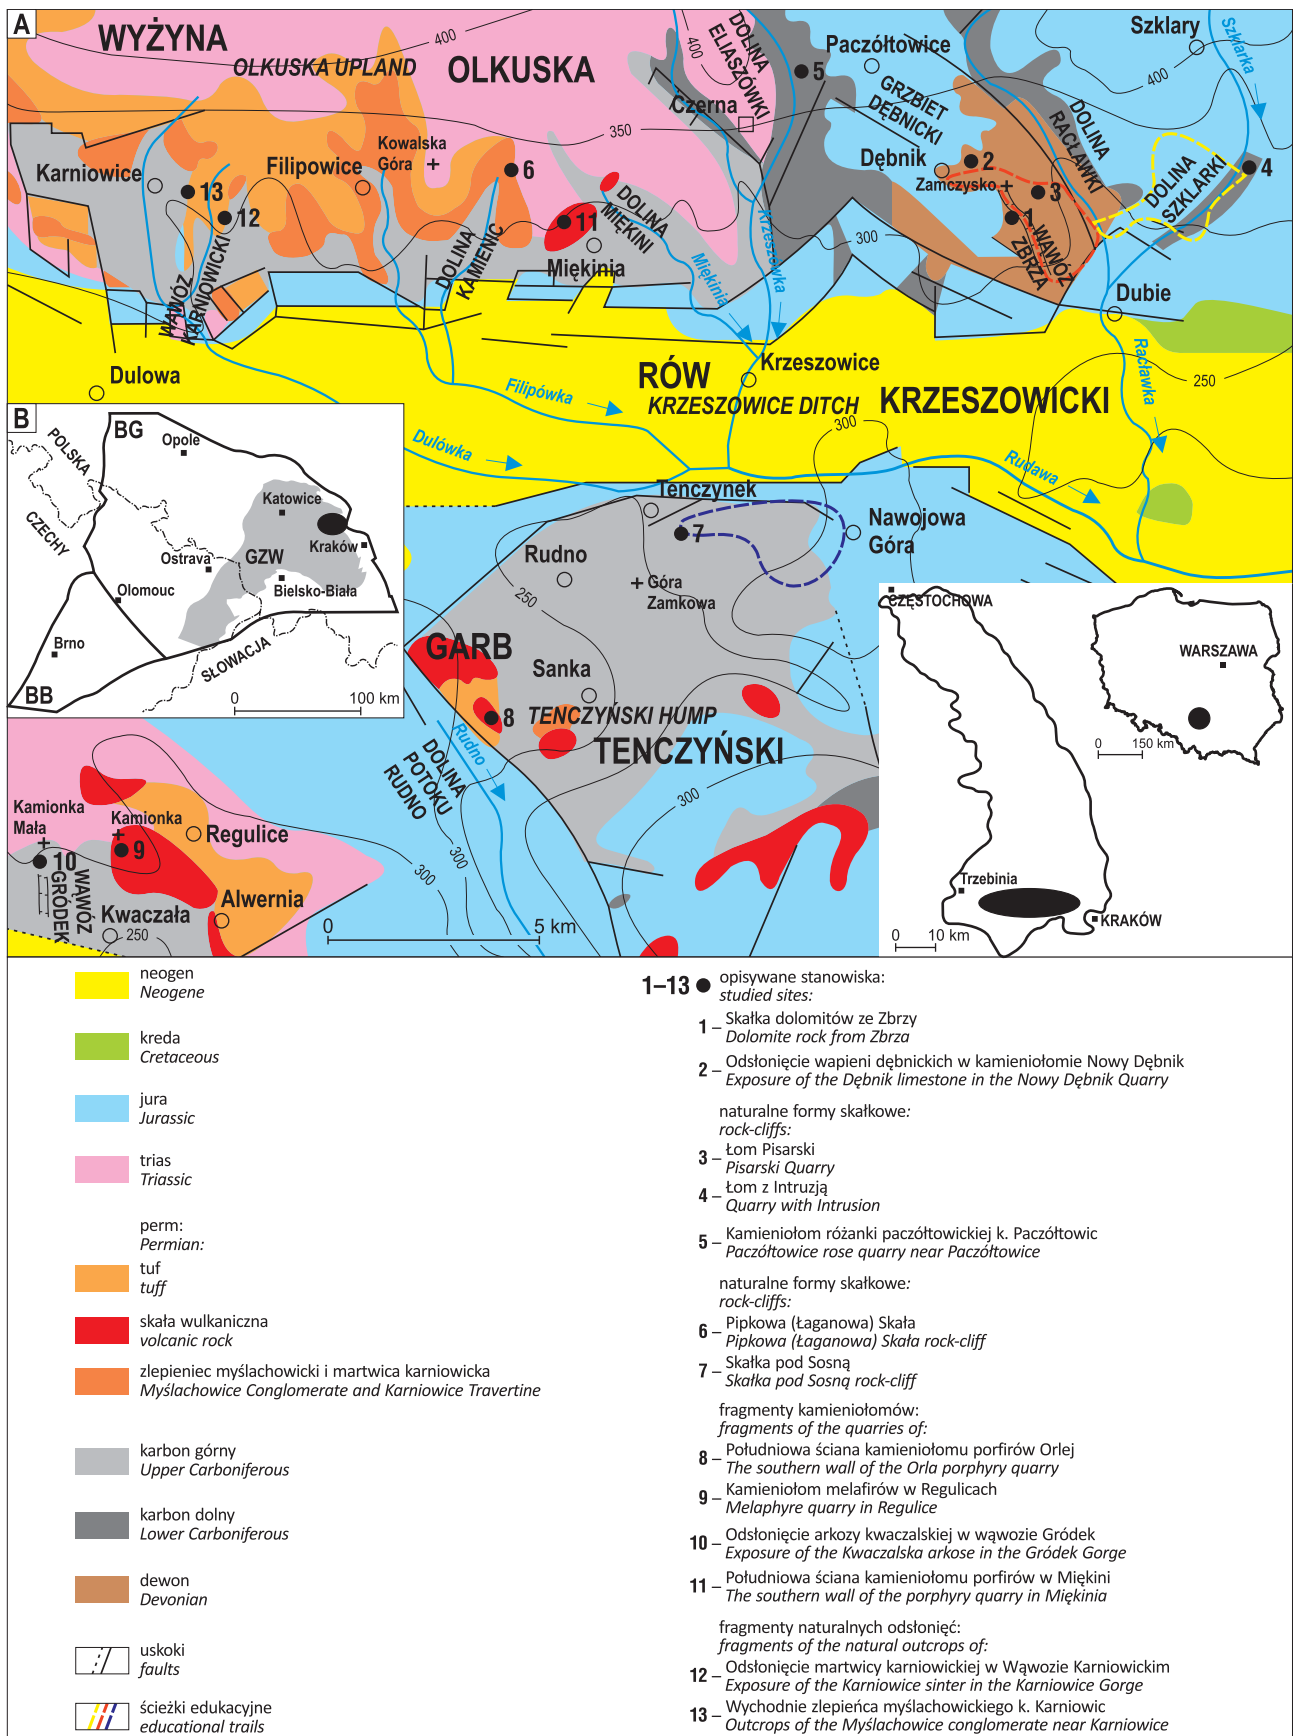 A
WYŻYNA
OLKUSKA UPLAND
OLKUSKA
400
400
350
400
DOLINA
ELIASZÓWKI
Paczółtowice
Szklary
Szklarka
5
Czerna
GRZBIET
DĘBNICKI
DOLINA
RACŁAWKI
Kowalska
Góra
Karniowice
Filipowice
6
13
12
11
Dębnik
2
Zamczysko
3
1
4
DOLINA
SZKLARKI
DOLINA
MIĘKINI
Miękinia
DOLINA
KAMIENIC
WĄWÓZ
KARNIOWICKI
Miękinia
Krzeszówka
300
WĄWÓZ
ZBRZA
Dubie
Dulowa
RÓW
KRZESZOWICKI
Krzeszowice
KRZESZOWICE DITCH
Racławka
250
Filipówka
Dulówka
300
Rudawa
B
BG
POLSKA
Opole
CZECHY
Katowice
Kraków
GZW
Ostrava
Olomouc
Bielsko-Biała
Brno
SŁOWACJA
BB
0
100 km
Tenczynek
7
Nawojowa
Góra
Rudno
Góra
Zamkowa
250
GARB
Sanka
8
TENCZYŃSKI HUMP
TENCZYŃSKI
Rudno
DOLINA
POTOKU
RUDNO
300
300
300
CZĘSTOCHOWA
WARSZAWA
0
150 km
Trzebinia
KRAKÓW
0
10 km
Kamionka
Mała
Kamionka
Regulice
9
10
WĄWÓZ
GRÓDEK
Alwernia
Kwaczała
250
0
5 km
neogen
Neogene
kreda
Cretaceous
jura
Jurassic
trias
Triassic
perm:
Permian:
tuf
tuff
skała wulkaniczna
volcanic rock
zlepieniec myślachowicki i martwica karniowicka
Myślachowice Conglomerate and Karniowice Travertine
karbon górny
Upper Carboniferous
karbon dolny
Lower Carboniferous
dewon
Devonian
uskoki
faults
ścieżki edukacyjne
educational trails
1–13
opisywane stanowiska:
studied sites:
1 – Skałka dolomitów ze Zbrzy
Dolomite rock from Zbrza
2 – Odsłonięcie wapieni dębnickich w kamieniołomie Nowy Dębnik
Exposure of the Dębnik limestone in the Nowy Dębnik Quarry
naturalne formy skałkowe:
rock-cliffs:
3 – Łom Pisarski
Pisarski Quarry
4 – Łom z Intruzją
Quarry with Intrusion
5 – Kamieniołom różanki paczółtowickiej k. Paczółtowic
Paczółtowice rose quarry near Paczółtowice
naturalne formy skałkowe:
rock-cliffs:
6 – Pipkowa (Łaganowa) Skała
Pipkowa (Łaganowa) Skała rock-cliff
7 – Skałka pod Sosną
Skałka pod Sosną rock-cliff
fragmenty kamieniołomów:
fragments of the quarries of:
8 – Południowa ściana kamieniołomu porfirów Orlej
The southern wall of the Orla porphyry quarry
9 – Kamieniołom melafirów w Regulicach
Melaphyre quarry in Regulice
10 – Odsłonięcie arkozy kwaczalskiej w wąwozie Gródek
Exposure of the Kwaczalska arkose in the Gródek Gorge
11 – Południowa ściana kamieniołomu porfirów w Miękini
The southern wall of the porphyry quarry in Miękinia
fragmenty naturalnych odsłonięć:
fragments of the natural outcrops of:
12 – Odsłonięcie martwicy karniowickiej w Wąwozie Karniowickim
Exposure of the Karniowice sinter in the Karniowice Gorge
13 – Wychodnie zlepieńca myślachowickiego k. Karniowic
Outcrops of the Myślachowice conglomerate near Karniowice